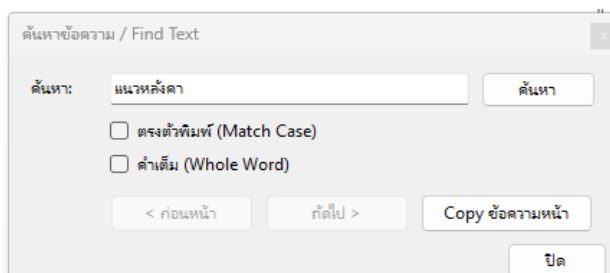 ค้นหาข้อความ / Find Text
x
ค้นหา: แนวหลังคา ค้นหา
ตรงตัวพิมพ์ (Match Case)
คำเต็ม (Whole Word)
< ก่อนหน้า ถัดไป > Copy ข้อความหน้า
ปิด